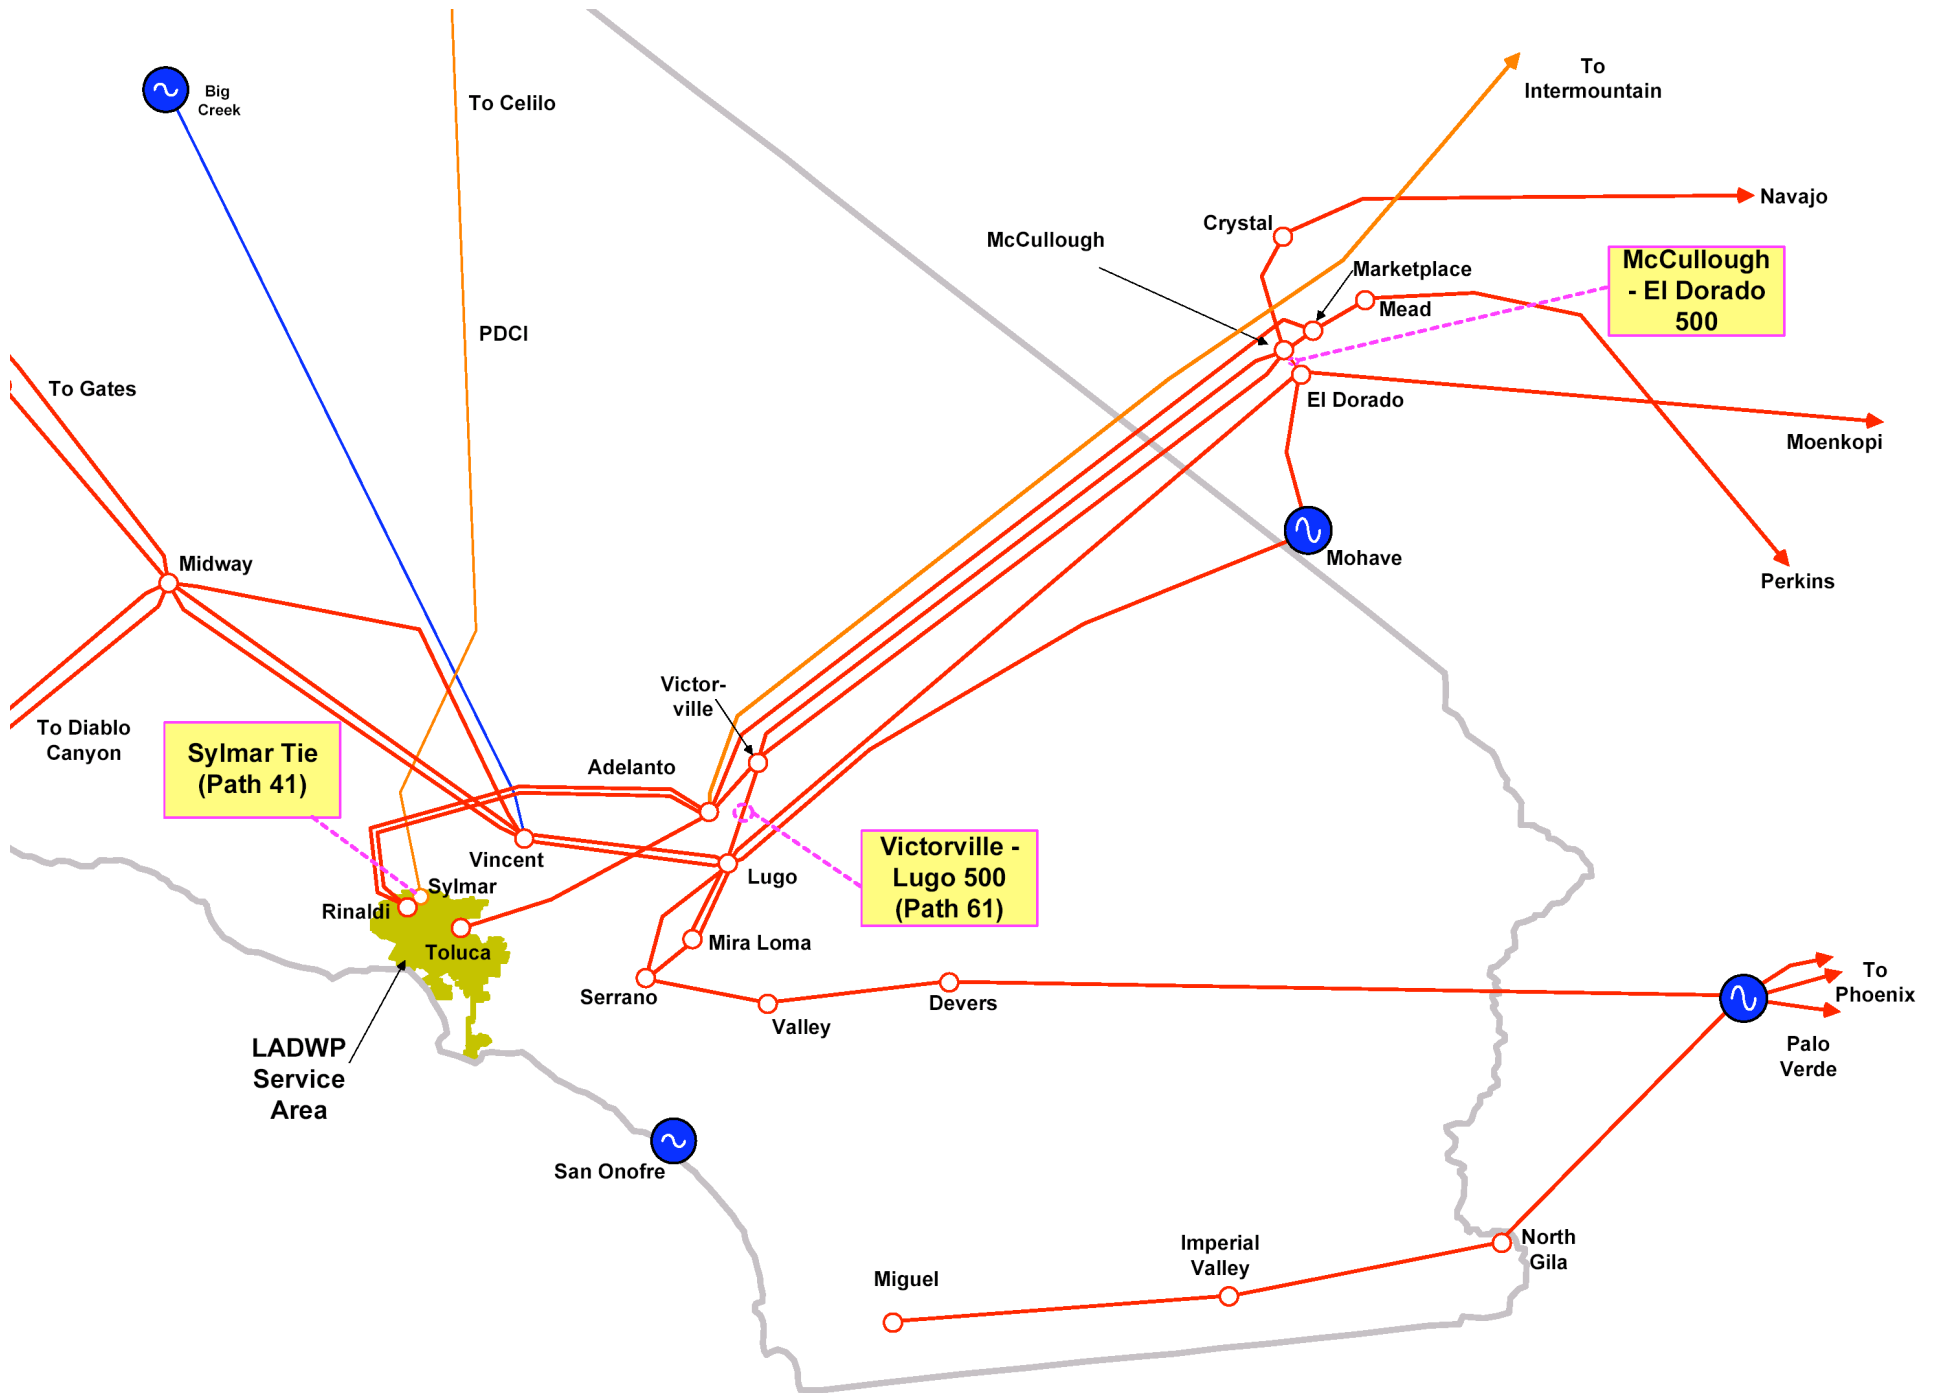 Big
Creek
To Celilo
To
Intermountain
Navajo
Crystal
McCullough
Marketplace
Mead
McCullough
- El Dorado
500
PDCI
To Gates
El Dorado
Moenkopi
Mohave
Perkins
Midway
Victor-
ville
To Diablo
Canyon
Sylmar Tie
(Path 41)
Adelanto
Vincent
Lugo
Victorville -
Lugo 500
(Path 61)
Sylmar
Rinaldi
Toluca
Mira Loma
Serrano
Valley
Devers
To
Phoenix
Palo
Verde
LADWP
Service
Area
San Onofre
Miguel
Imperial
Valley
North
Gila